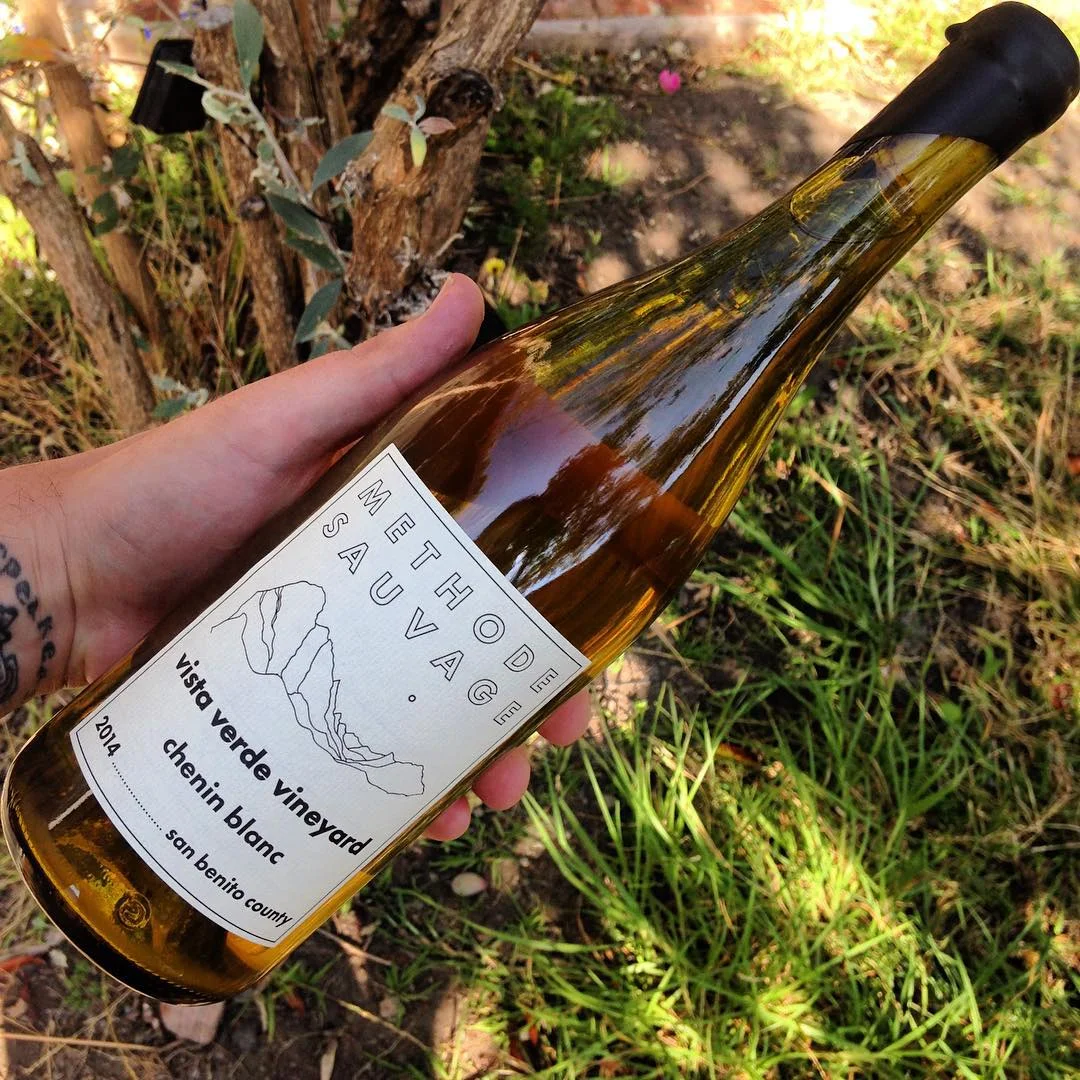 METHODE
SAUVAGE
vista verde vineyard
chenin blanc
2014.............. san benito county